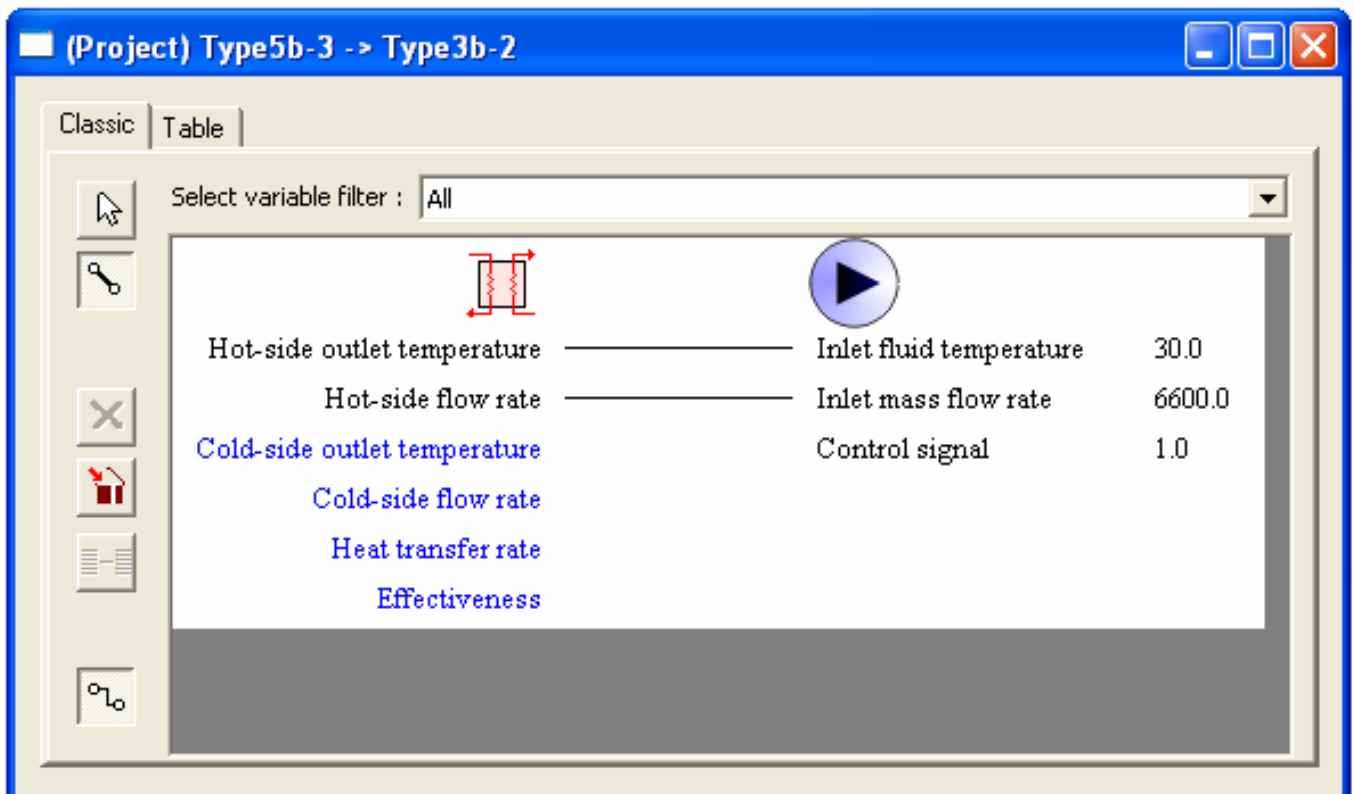 (Project) Type5b-3 -> Type3b-2
Classic Table
Select variable filter : All
Hot-side outlet temperature Inlet fluid temperature 30.0
Hot-side flow rate Inlet mass flow rate 6600.0
Cold-side outlet temperature Control signal 1.0
Cold-side flow rate
Heat transfer rate
Effectiveness